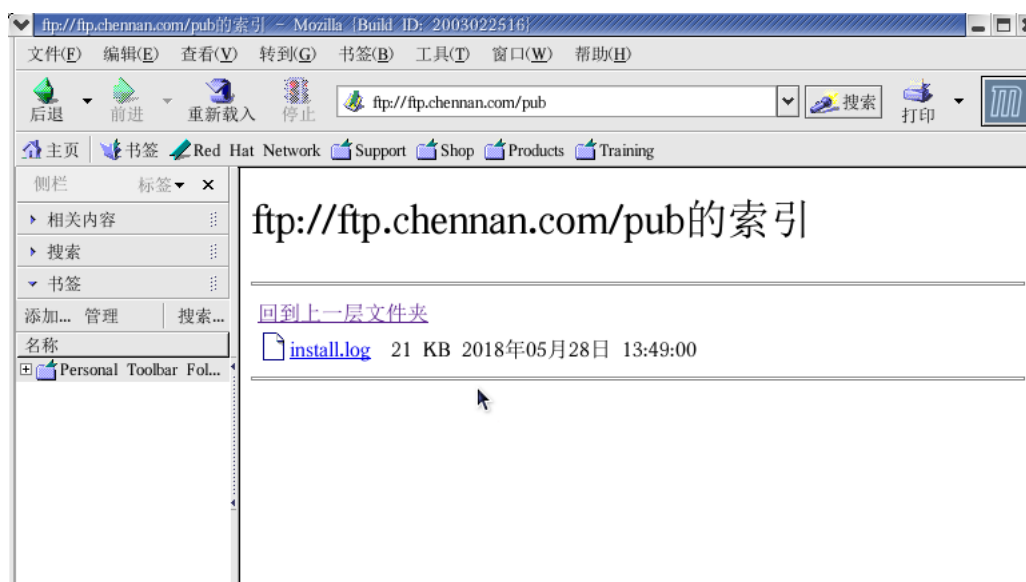 ftp://ftp.chennan.com/pub的索引 - Mozilla {Build ID: 2003022516}
文件(F) 编辑(E) 查看(V) 转到(G) 书签(B) 工具(T) 窗口(W) 帮助(H)
后退 前进 重新载入 停止 ftp://ftp.chennan.com/pub 搜索 打印
主页 书签 Red Hat Network Support Shop Products Training
侧栏 标签
相关内容
搜索
书签
添加... 管理 搜索...
名称
Personal Toolbar Fol...
ftp://ftp.chennan.com/pub的索引
回到上一层文件夹
install.log 21 KB 2018年05月28日 13:49:00